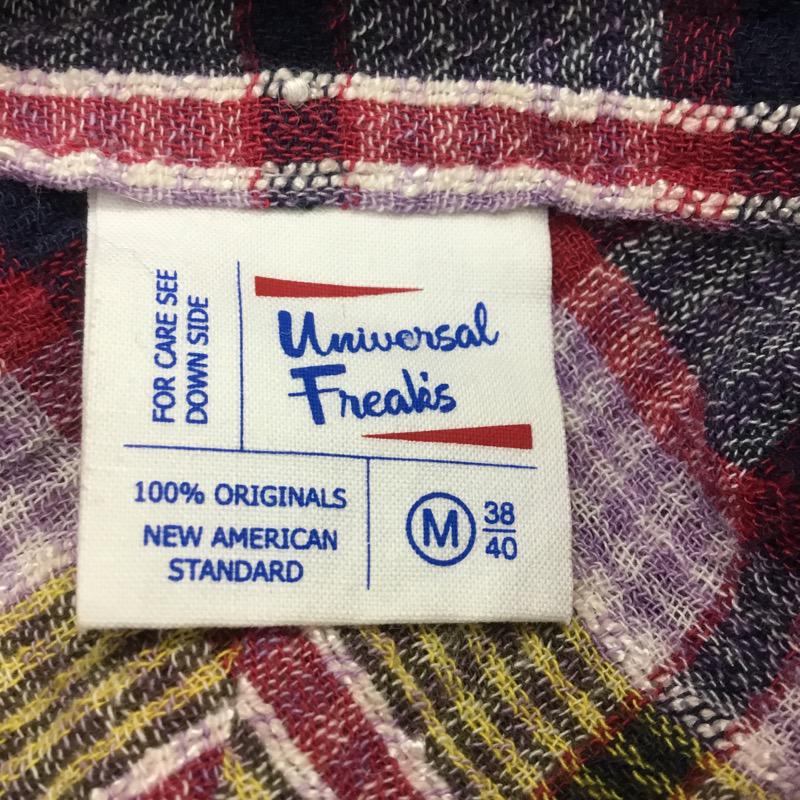 FOR CARE SEE
DOWN SIDE
Universal
Freaks
100% ORIGINALS
NEW AMERICAN
STANDARD
M 38
40